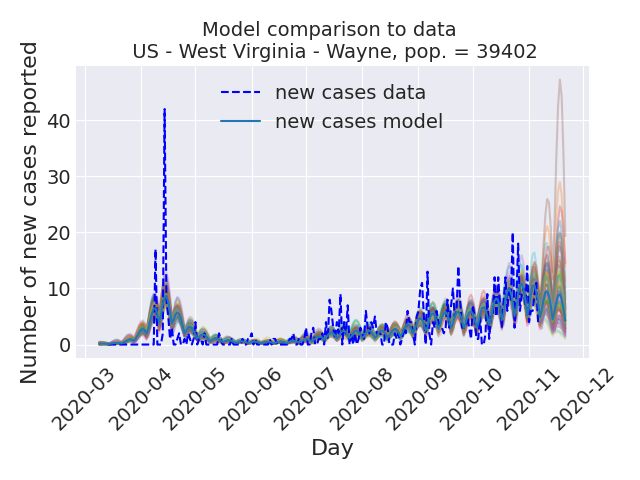 Model comparison to data
US - West Virginia - Wayne, pop. = 39402
new cases data
new cases model
Number of new cases reported
40
30
20
10
0
2020-03
2020-04
2020-05
2020-06
2020-07
2020-08
2020-09
2020-10
2020-11
2020-12
Day